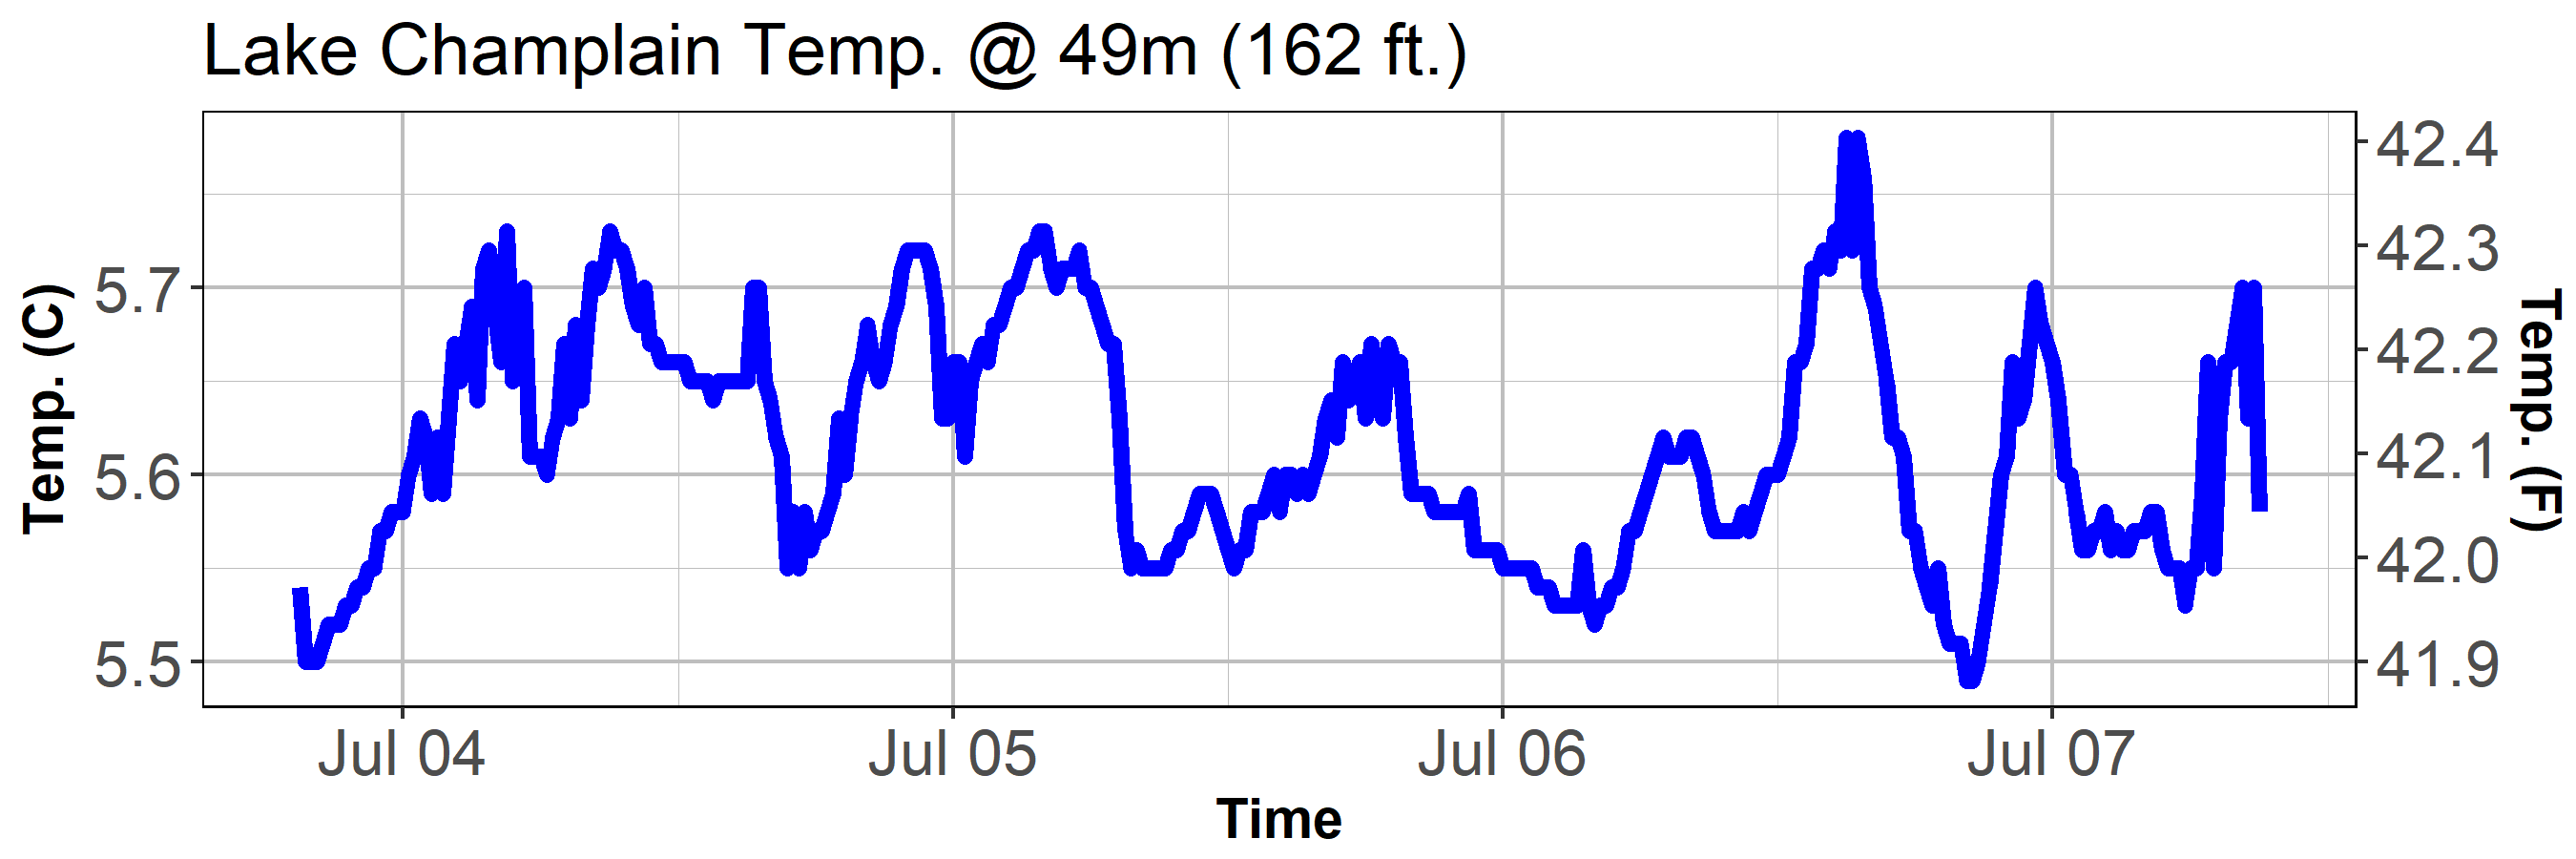 Lake Champlain Temp. @ 49m (162 ft.)
Temp. (C)
5.7
5.6
5.5
42.4
42.3
42.2
42.1
42.0
41.9
Temp. (F)
Jul 04 Jul 05 Jul 06 Jul 07
Time